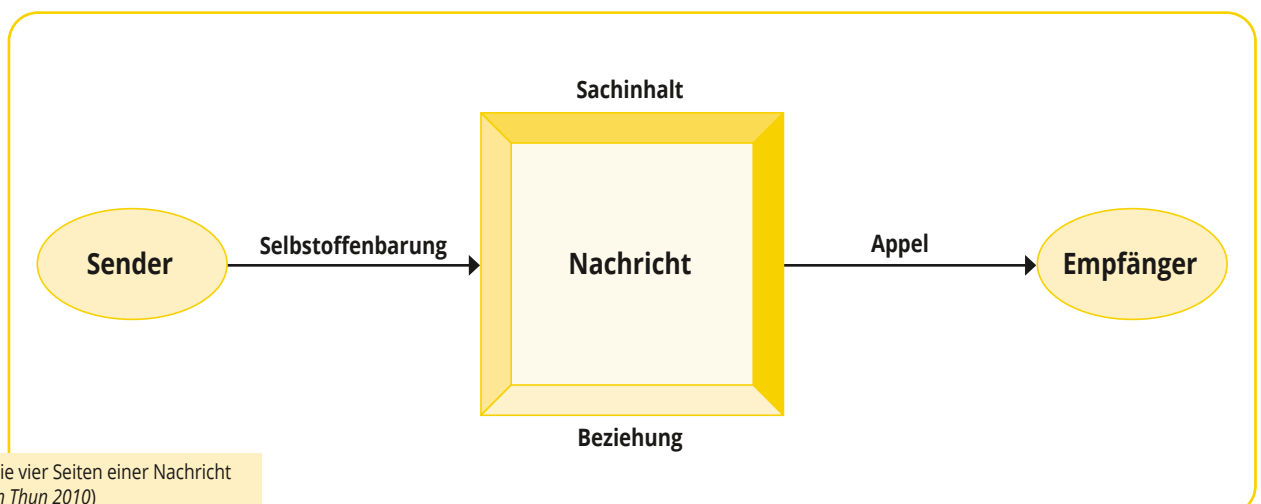 Sachinhalt
Sender
Selbstoffenbarung
Nachricht
Appel
Empfänger
Beziehung
ie vier Seiten einer Nachricht
Thun 2010)